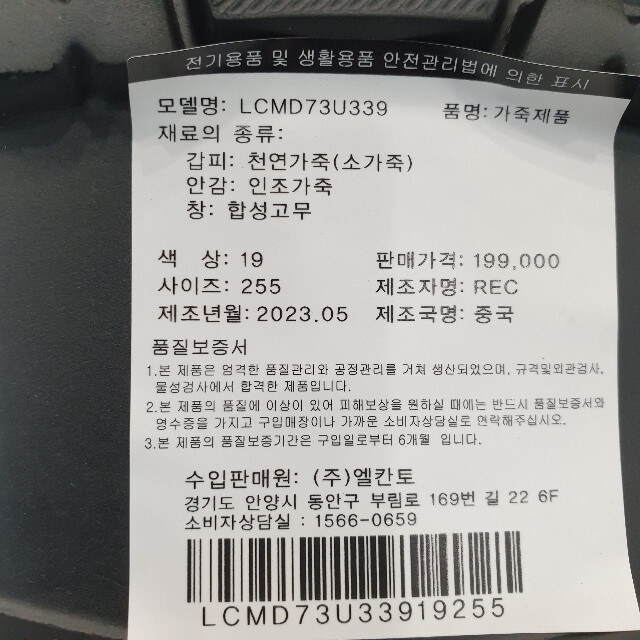 전기용품 및 생활용품 안전관리법에 의한 표시
모델명: LCMD73U339 품명: 가죽제품
재료의 종류:
갑피: 천연가죽(소가죽)
안감: 인조가죽
창: 합성고무
색 상: 19 판매가격: 199,000
사이즈: 255 제조자명: REC
제조년월: 2023.05 제조국명: 중국
품질보증서
1.본 제품은 엄격한 품질관리와 공정관리를 거쳐 생산되었으며, 규격및외관검사,
물성검사에서 합격한 제품입니다.
2.본 제품의 품질에 이상이 있어 피해보상을 원하실 때에는 반드시 품질보증서와
영수증을 가지고 구입매장이나 가까운 소비자상담실로 연락해주십시오.
3.본 제품의 품질보증기간은 구입일로부터 6개월 입니다.
수입판매원: (주)엘칸토
경기도 안양시 동안구 부림로 169번 길 22 6F
소비자상담실 : 1566-0659
LCMD73U33919255